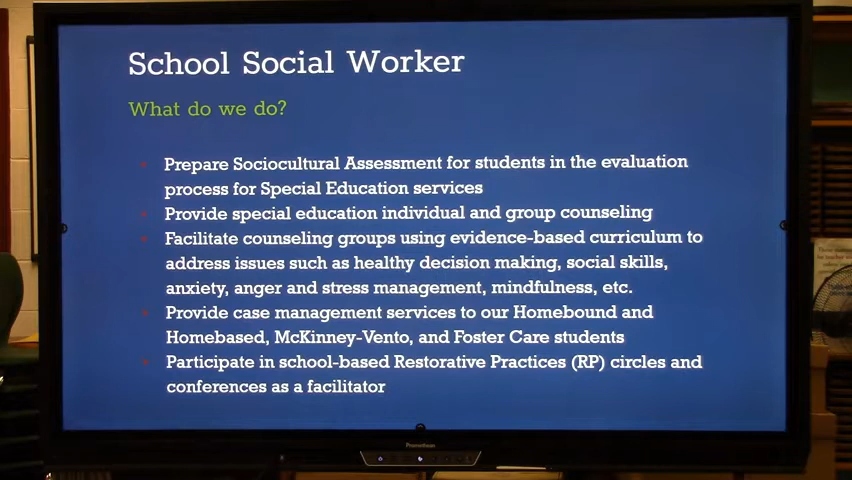 School Social Worker
What do we do?
Prepare Sociocultural Assessment for students in the evaluation
process for Special Education services
Provide special education individual and group counseling
Facilitate counseling groups using evidence-based curriculum to
address issues such as healthy decision making, social skills,
anxiety, anger and stress management, mindfulness, etc.
Provide case management services to our Homebound and
Homebased, McKinney-Vento, and Foster Care students
Participate in school-based Restorative Practices (RP) circles and
conferences as a facilitator
Promethean